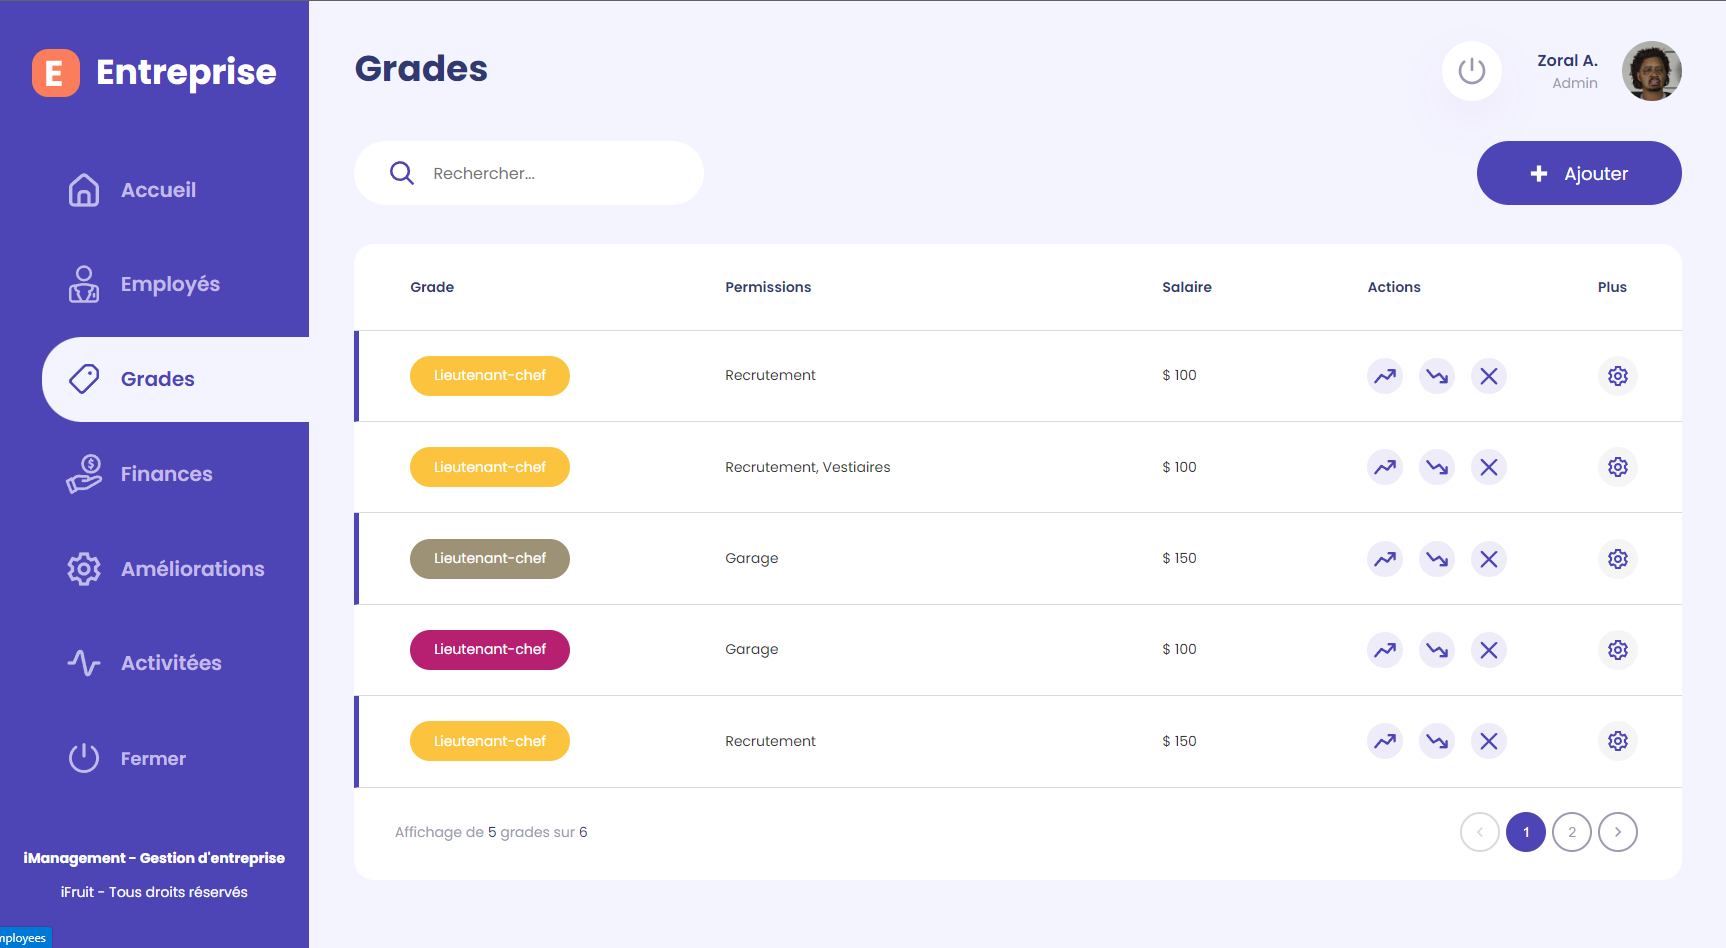 E Entreprise
Accueil
Employés
Grades
Finances
Améliorations
Activitées
Fermer
iManagement - Gestion d'entreprise
iFruit - Tous droits réservés
mployees
Grades
Zoral A.
Admin
Rechercher...
Ajouter
Grade Permissions Salaire Actions Plus
Lieutenant-chef Recrutement $ 100
Lieutenant-chef Recrutement, Vestiaires $ 100
Lieutenant-chef Garage $ 150
Lieutenant-chef Garage $ 100
Lieutenant-chef Recrutement $ 150
Affichage de 5 grades sur 6
1 2